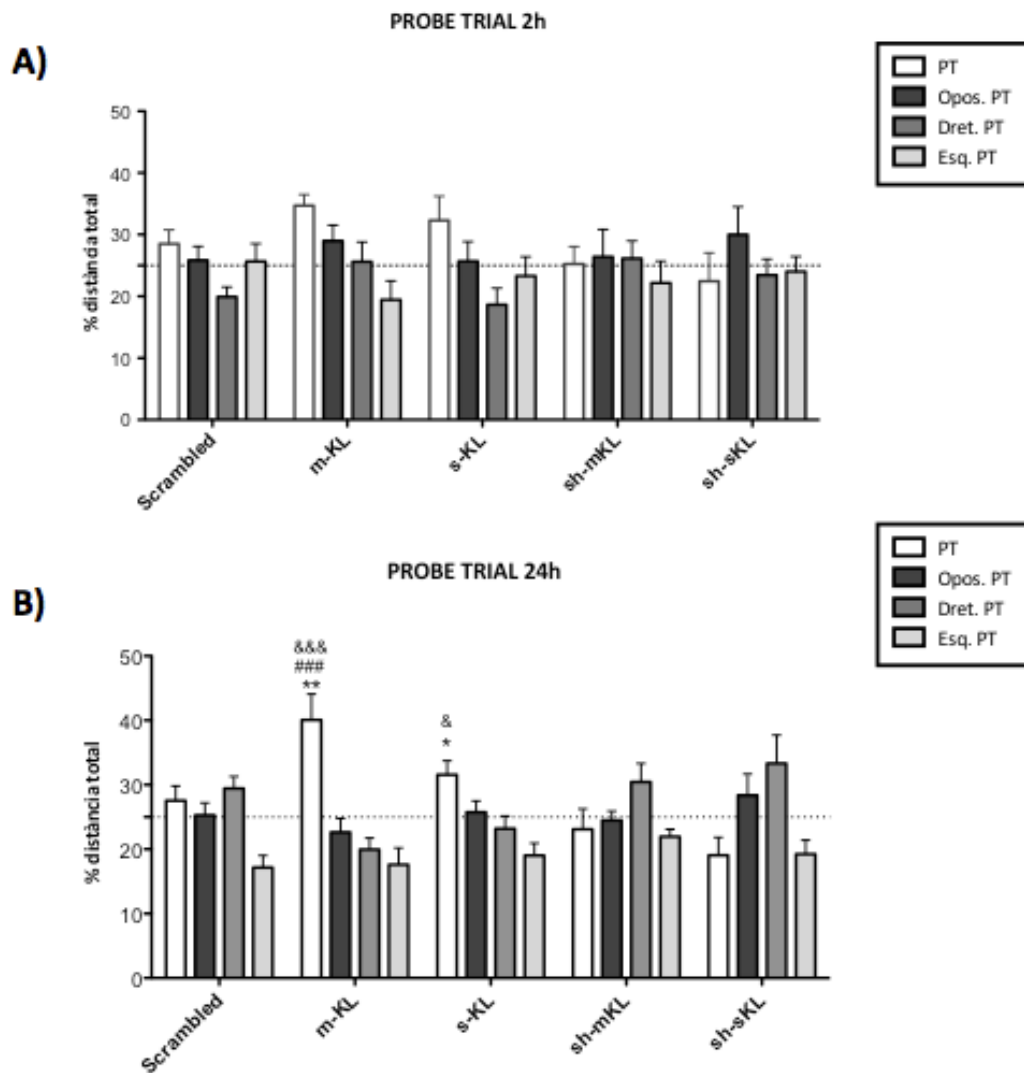 PROBE TRIAL 2h
A)
PT
Opos. PT
Dret. PT
Esq. PT
% distància total
50
40
30
20
10
0
Scrambled
m-KL
s-KL
sh-mKL
sh-sKL
PROBE TRIAL 24h
B)
PT
Opos. PT
Dret. PT
Esq. PT
% distància total
50
40
30
20
10
0
&&&
###
**
&
*
Scrambled
m-KL
s-KL
sh-mKL
sh-sKL